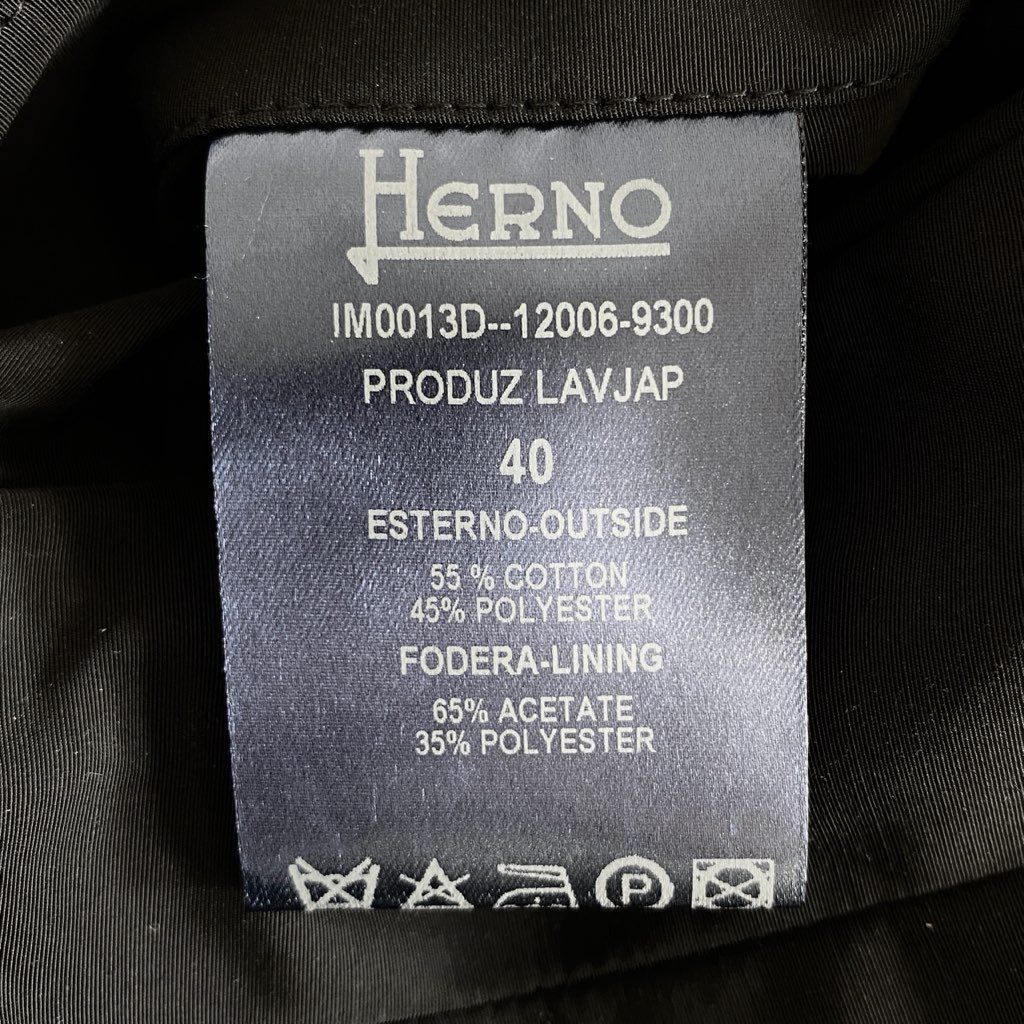 HERNO
IM0013D--12006-9300
PRODUZ LAVJAP
40
ESTERNO-OUTSIDE
55 % COTTON
45% POLYESTER
FODERA-LINING
65% ACETATE
35% POLYESTER
P